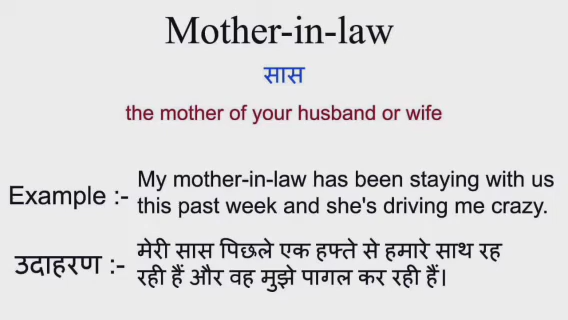 Mother-in-law
सास
the mother of your husband or wife
Example :- My mother-in-law has been staying with us
this past week and she's driving me crazy.
उदाहरण :- मेरी सास पिछले एक हफ्ते से हमारे साथ रह
रही हैं और वह मुझे पागल कर रही हैं।